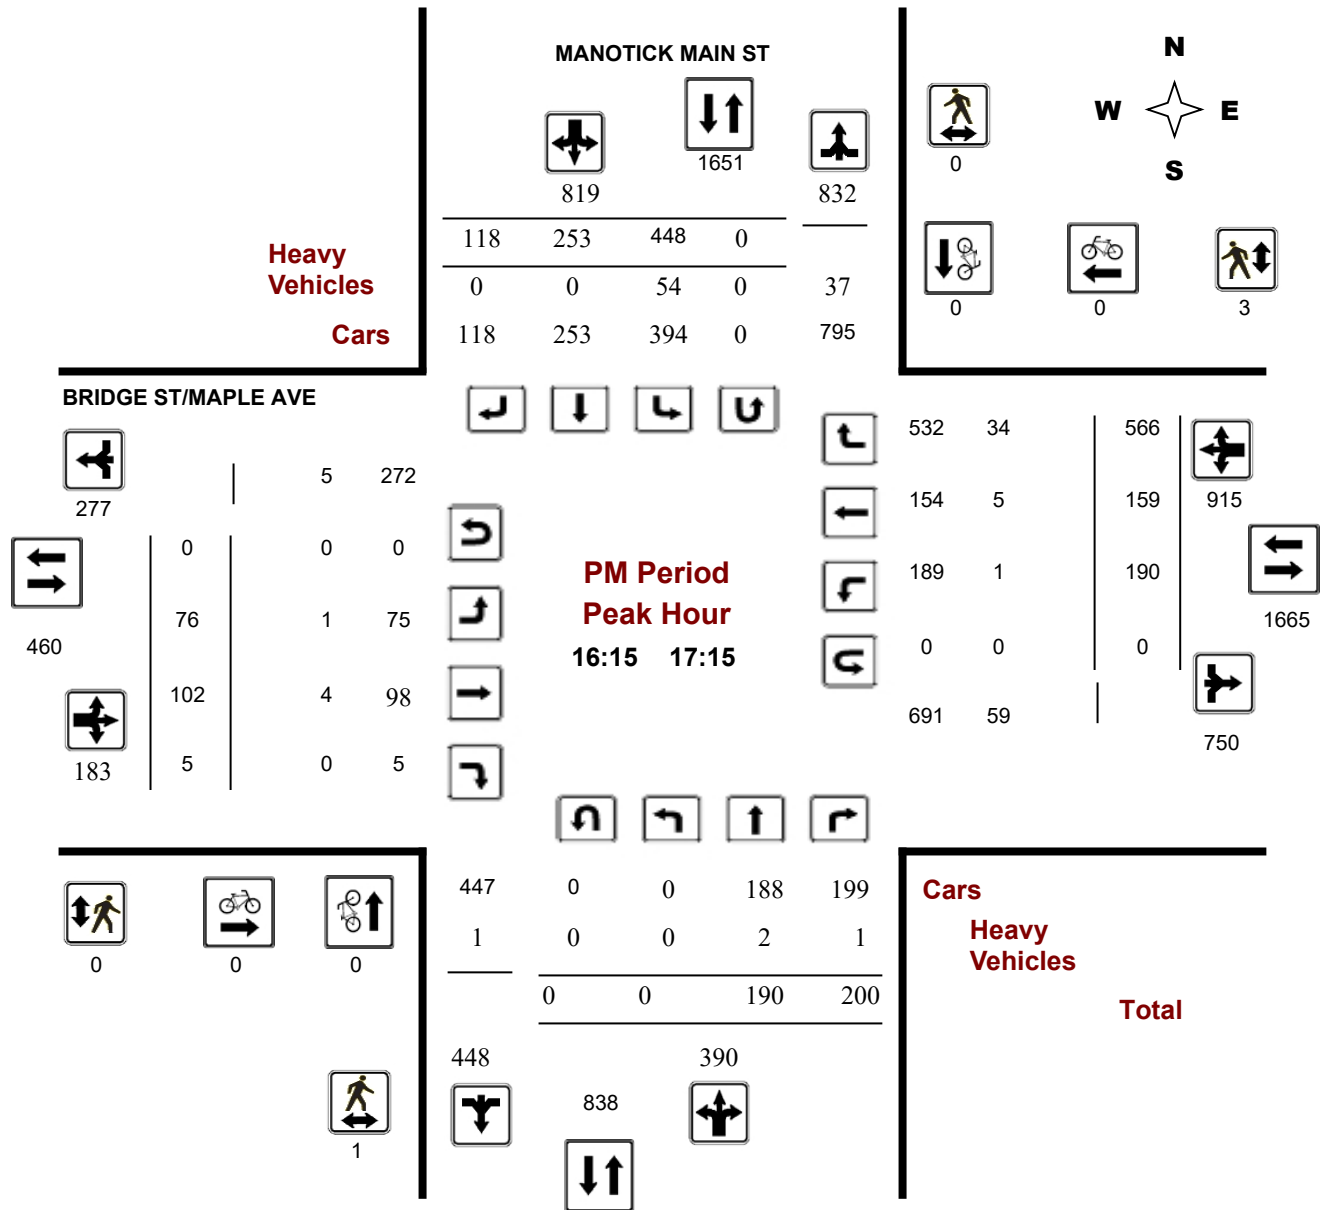 MANOTICK MAIN ST
N
W E
S
1651
819 832
0
118 253 448 0
Heavy
Vehicles
0 0 54 0 37
Cars
118 253 394 0 795
0 0 3
BRIDGE ST/MAPLE AVE
277
5 272
0 0 0
76 1 75
460
102 4 98
183
5 0 5
PM Period
Peak Hour
16:15 17:15
532 34 566
154 5 159
915
189 1 190
1665
0 0 0
691 59
750
447 0 0 188 199
1 0 0 2 1
0 0 190 200
448 390
838
0 0 0
1
Cars
Heavy
Vehicles
Total